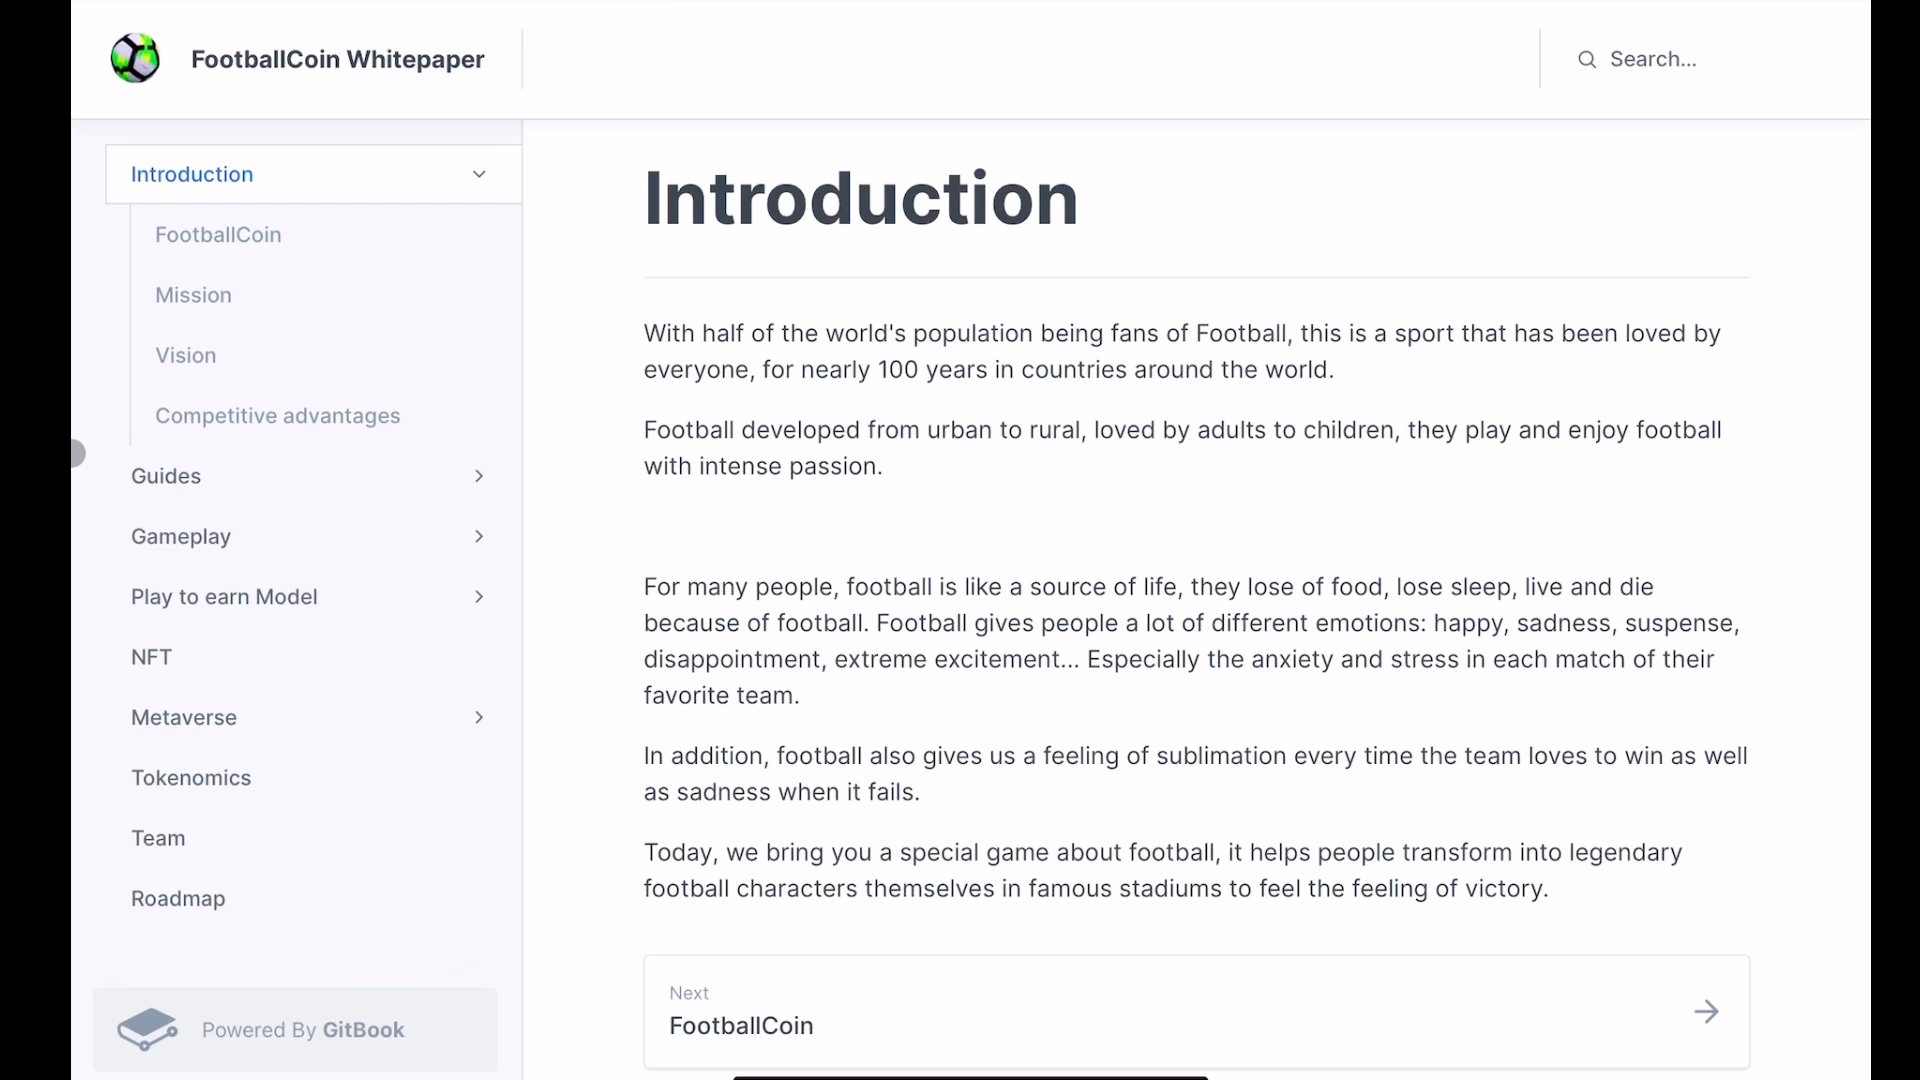 FootballCoin Whitepaper
Search...
Introduction
FootballCoin
Mission
Vision
Competitive advantages
Guides
Gameplay
Play to earn Model
NFT
Metaverse
Tokenomics
Team
Roadmap
Powered By GitBook
Introduction
With half of the world's population being fans of Football, this is a sport that has been loved by
everyone, for nearly 100 years in countries around the world.
Football developed from urban to rural, loved by adults to children, they play and enjoy football
with intense passion.
For many people, football is like a source of life, they lose of food, lose sleep, live and die
because of football. Football gives people a lot of different emotions: happy, sadness, suspense,
disappointment, extreme excitement... Especially the anxiety and stress in each match of their
favorite team.
In addition, football also gives us a feeling of sublimation every time the team loves to win as well
as sadness when it fails.
Today, we bring you a special game about football, it helps people transform into legendary
football characters themselves in famous stadiums to feel the feeling of victory.
Next
FootballCoin